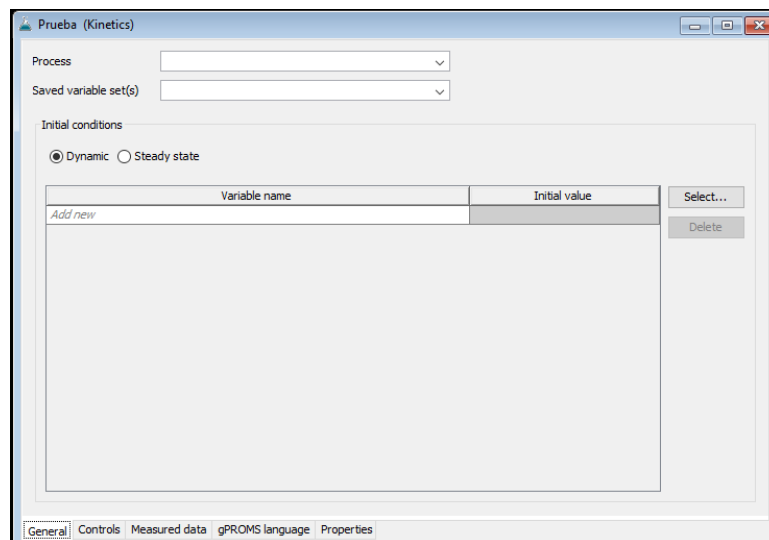 Prueba (Kinetics)
Process
Saved variable set(s)
Initial conditions
Dynamic Steady state
Variable name Initial value Select...
Add new
Delete
General Controls Measured data gPROMS language Properties